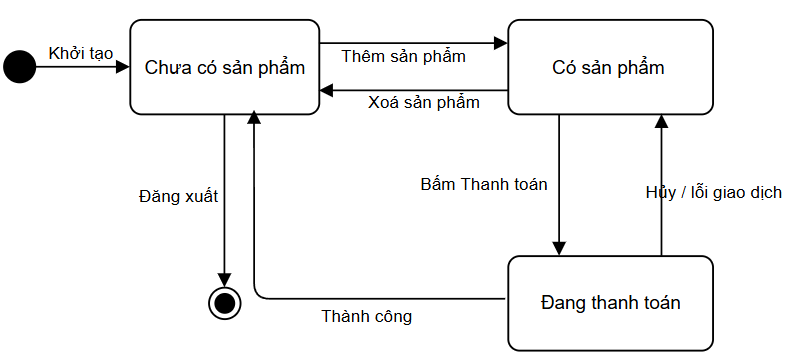 Khởi tạo
Chưa có sản phẩm
Thêm sản phẩm
Có sản phẩm
Xoá sản phẩm
Đăng xuất
Bấm Thanh toán
Hủy / lỗi giao dịch
Thành công
Đang thanh toán